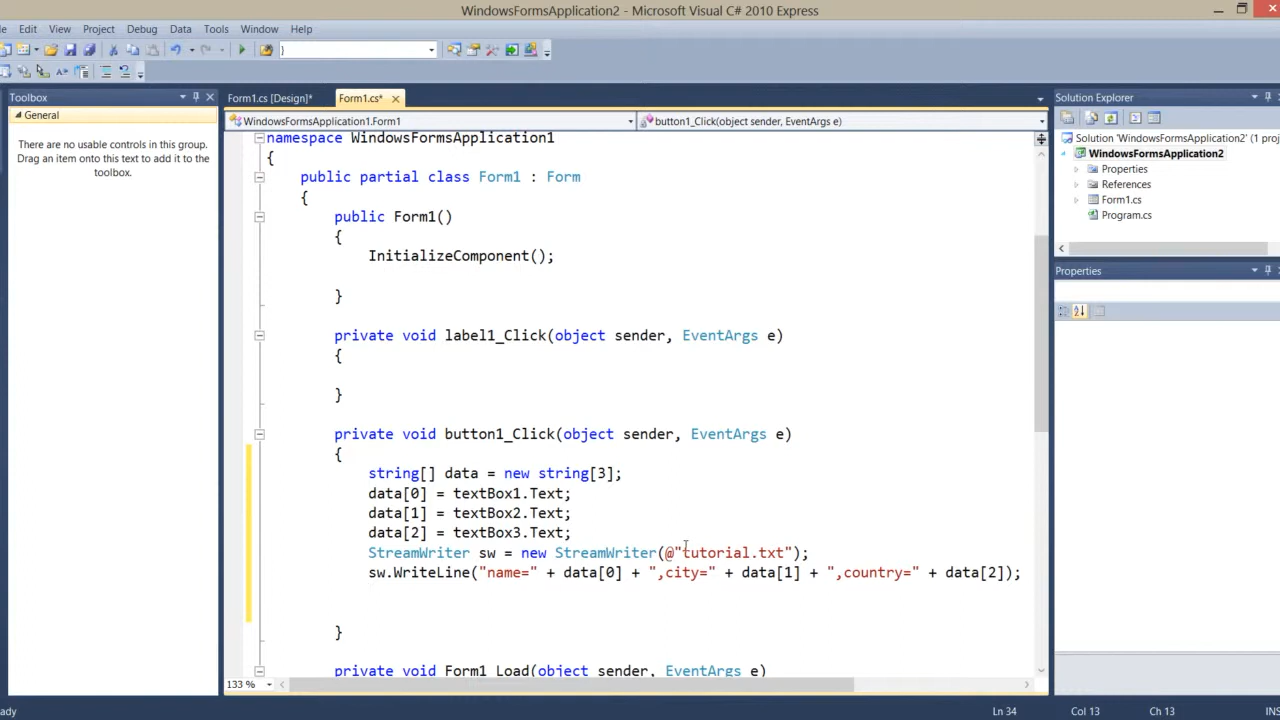 WindowsFormsApplication2 - Microsoft Visual C# 2010 Express
Edit View Project Debug Data Tools Window Help
}
Toolbox
General
There are no usable controls in this group.
Drag an item onto this text to add it to the
toolbox.
Form1.cs [Design]* Form1.cs*
WindowsFormsApplication1.Form1 button1_Click(object sender, EventArgs e)
namespace WindowsFormsApplication1
{
public partial class Form1 : Form
{
public Form1()
{
InitializeComponent();
}
private void label1_Click(object sender, EventArgs e)
{
}
private void button1_Click(object sender, EventArgs e)
{
string[] data = new string[3];
data[0] = textBox1.Text;
data[1] = textBox2.Text;
data[2] = textBox3.Text;
StreamWriter sw = new StreamWriter(@"tutorial.txt");
sw.WriteLine("name=" + data[0] + ",city=" + data[1] + ",country=" + data[2]);
}
private void Form1_Load(object sender, EventArgs e)
133 %
Solution Explorer
Solution 'WindowsFormsApplication2' (1 proj
WindowsFormsApplication2
Properties
References
Form1.cs
Program.cs
Properties
ady Ln 34 Col 13 Ch 13 INS